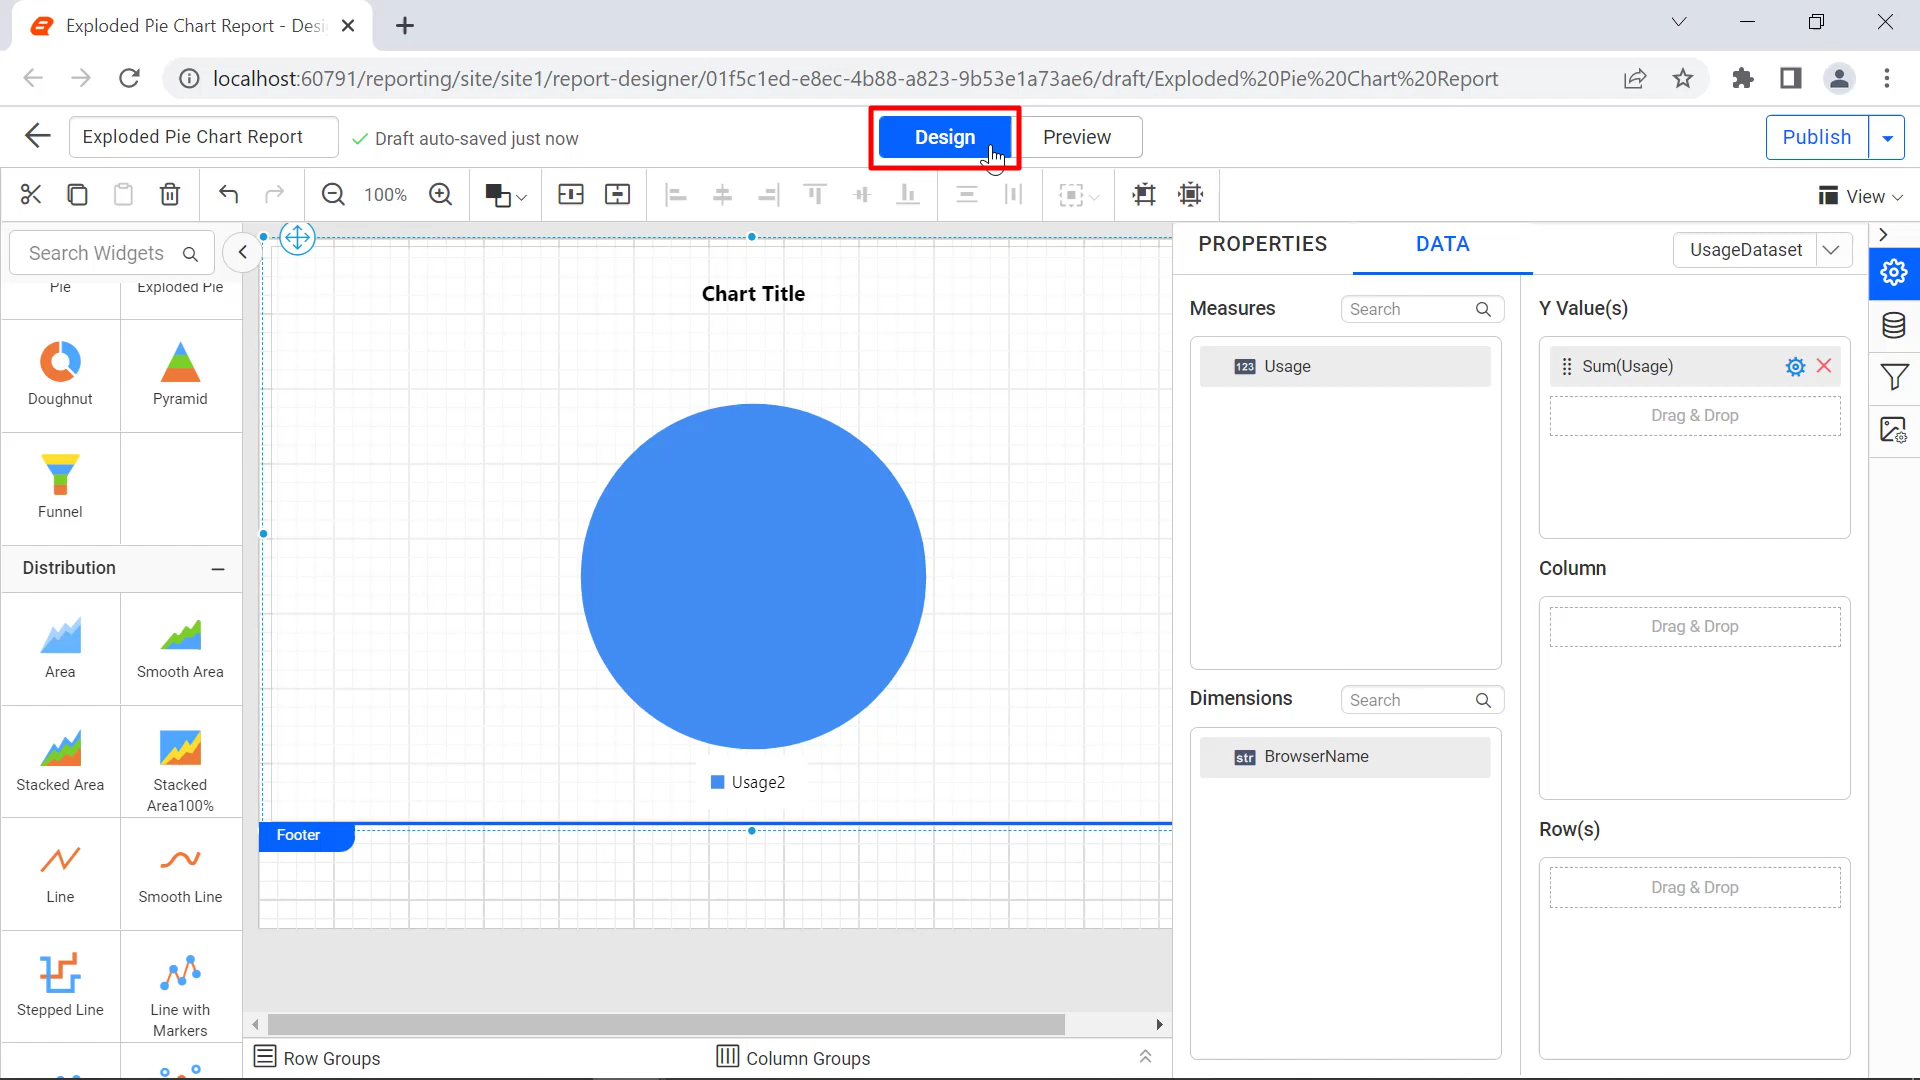 Exploded Pie Chart Report - Desi
localhost:60791/reporting/site/site1/report-designer/01f5c1ed-e8ec-4b88-a823-9b53e1a73ae6/draft/Exploded%20Pie%20Chart%20Report
Exploded Pie Chart Report
Draft auto-saved just now
Design
Preview
Publish
100%
View
Search Widgets
Pie
Exploded Pie
Doughnut
Pyramid
Funnel
Distribution
Area
Smooth Area
Stacked Area
Stacked
Area100%
Line
Smooth Line
Stepped Line
Line with
Markers
Chart Title
Usage2
Footer
Row Groups
Column Groups
PROPERTIES
DATA
UsageDataset
Measures
Search
123 Usage
Dimensions
Search
str BrowserName
Y Value(s)
Sum(Usage)
Drag & Drop
Column
Drag & Drop
Row(s)
Drag & Drop